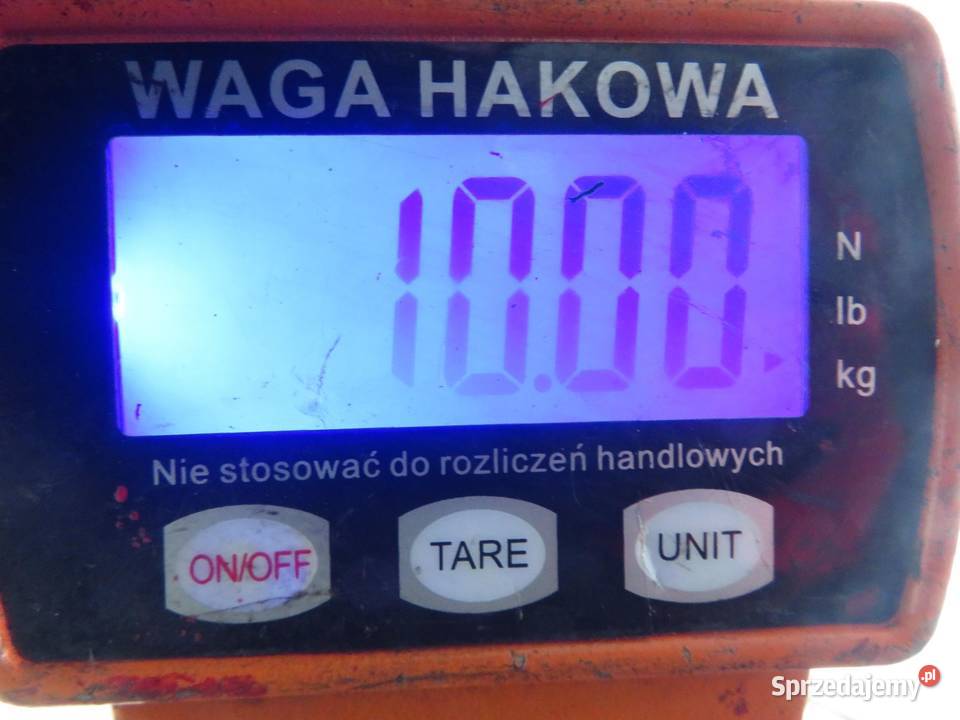 WAGA HAKOWA
10.00
N
lb
kg
Nie stosować do rozliczeń handlowych
ON/OFF
TARE
UNIT
Sprzedajemy.pl